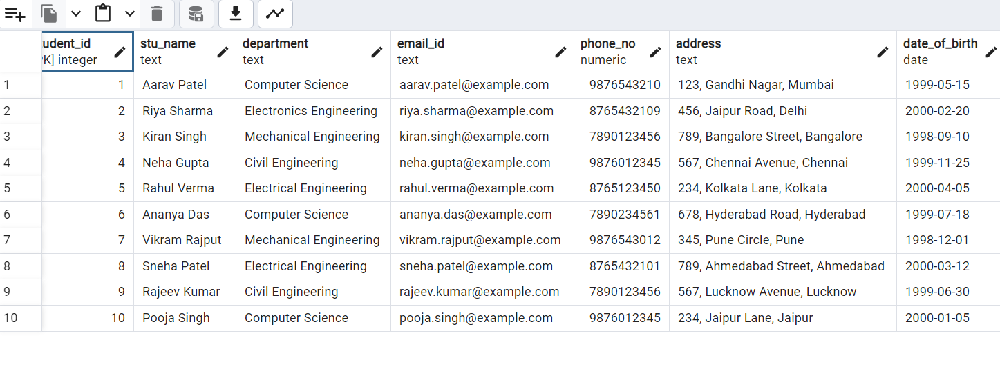 udent_id stu_name department email_id phone_no address date_of_birth
K] integer text text text numeric text date
1 1 Aarav Patel Computer Science aarav.patel@example.com 9876543210 123, Gandhi Nagar, Mumbai 1999-05-15
2 2 Riya Sharma Electronics Engineering riya.sharma@example.com 8765432109 456, Jaipur Road, Delhi 2000-02-20
3 3 Kiran Singh Mechanical Engineering kiran.singh@example.com 7890123456 789, Bangalore Street, Bangalore 1998-09-10
4 4 Neha Gupta Civil Engineering neha.gupta@example.com 9876012345 567, Chennai Avenue, Chennai 1999-11-25
5 5 Rahul Verma Electrical Engineering rahul.verma@example.com 8765123450 234, Kolkata Lane, Kolkata 2000-04-05
6 6 Ananya Das Computer Science ananya.das@example.com 7890234561 678, Hyderabad Road, Hyderabad 1999-07-18
7 7 Vikram Rajput Mechanical Engineering vikram.rajput@example.com 9876543012 345, Pune Circle, Pune 1998-12-01
8 8 Sneha Patel Electrical Engineering sneha.patel@example.com 8765432101 789, Ahmedabad Street, Ahmedabad 2000-03-12
9 9 Rajeev Kumar Civil Engineering rajeev.kumar@example.com 7890123456 567, Lucknow Avenue, Lucknow 1999-06-30
10 10 Pooja Singh Computer Science pooja.singh@example.com 9876012345 234, Jaipur Lane, Jaipur 2000-01-05